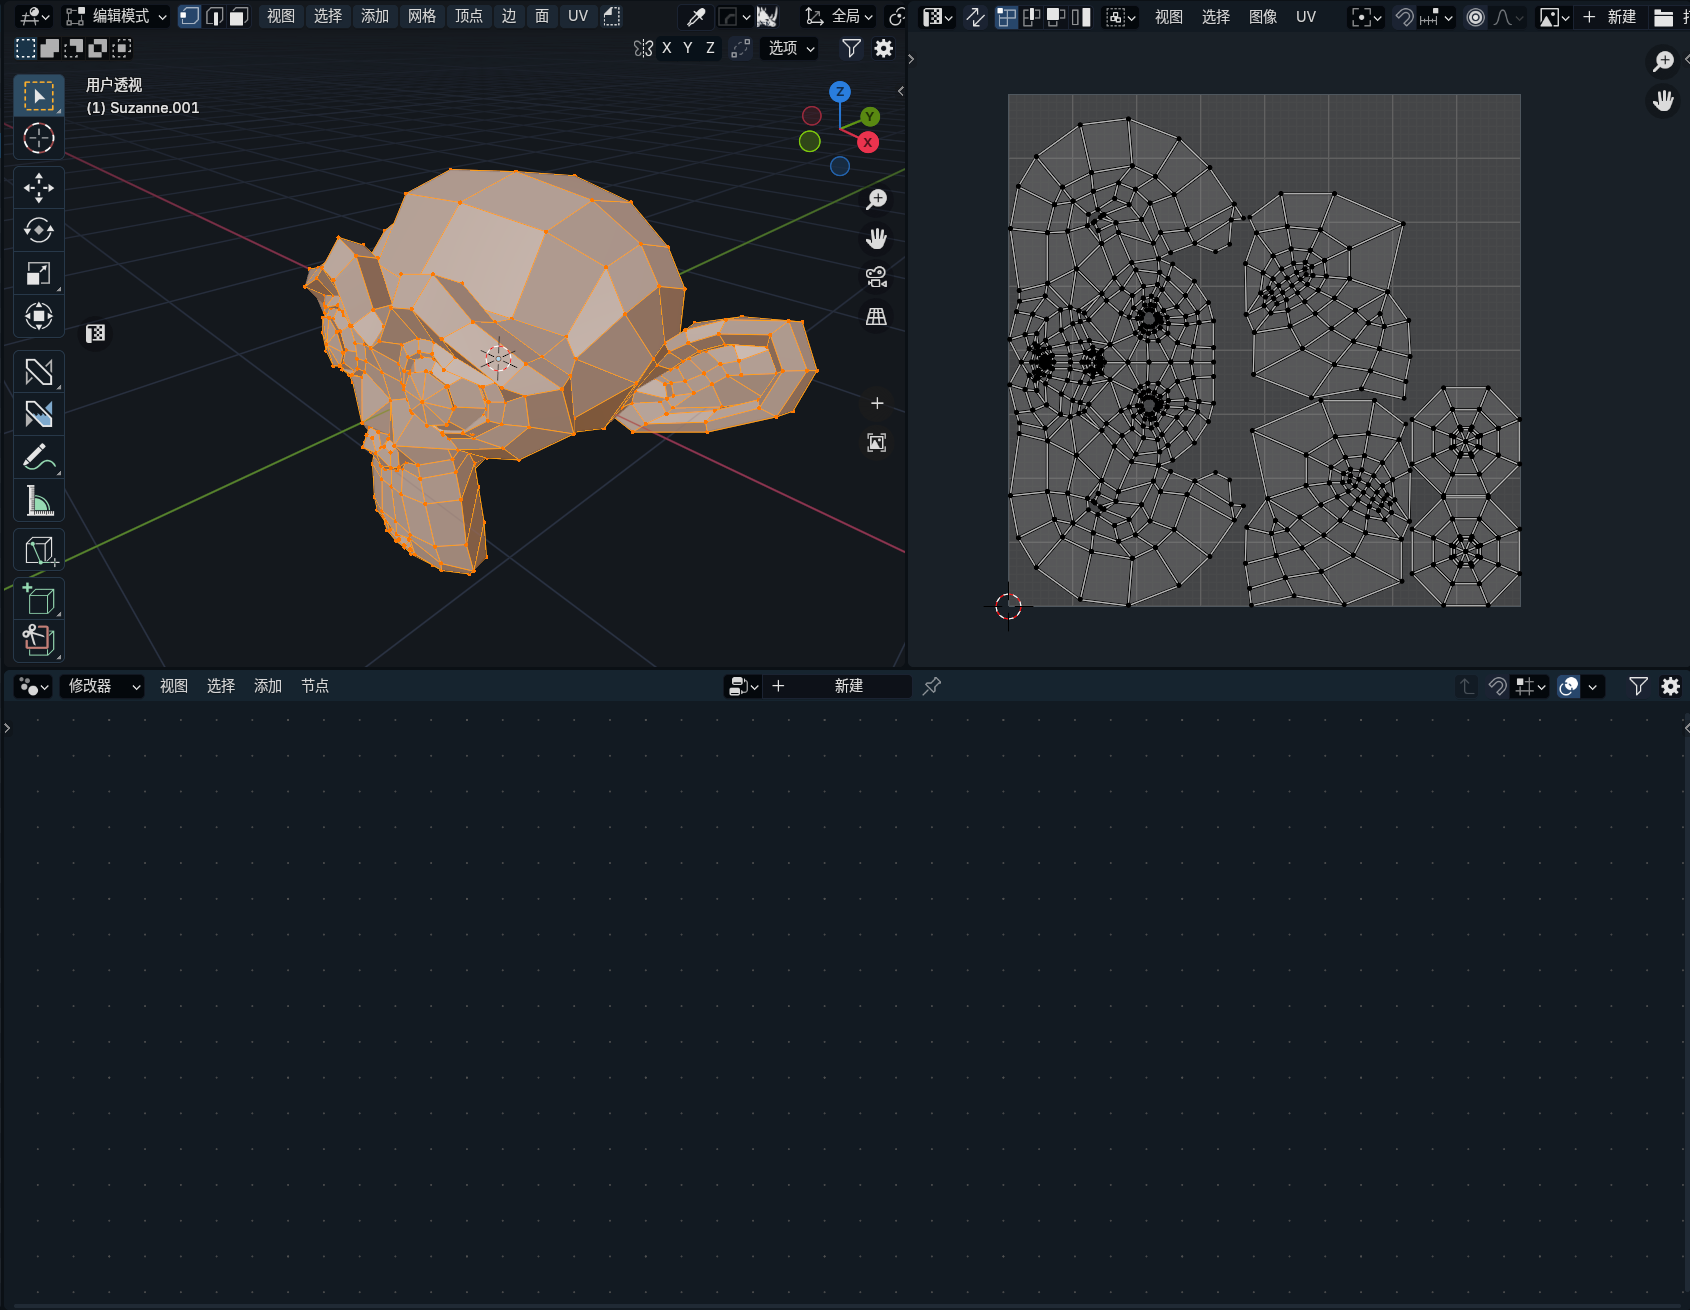 编辑模式 视图 选择 添加 网格 顶点 边 面 UV 全局
视图 选择 图像 UV 新建
X Y Z 选项
用户透视
(1) Suzanne.001
Z
Y
X
修改器 视图 选择 添加 节点 新建